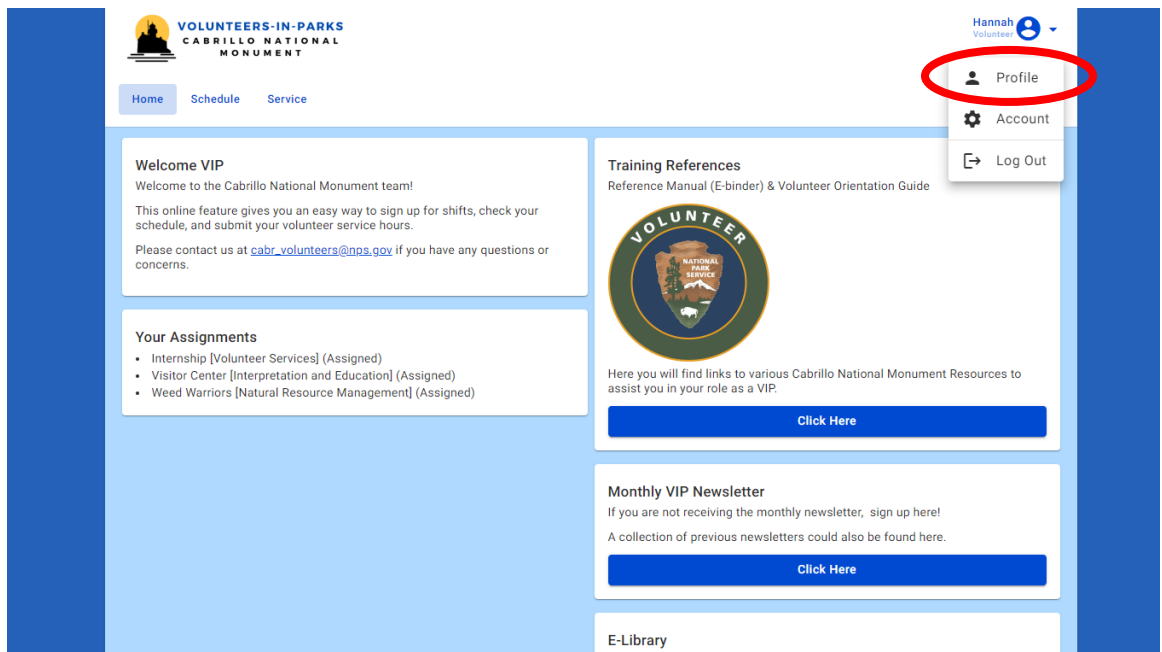 VOLUNTEERS-IN-PARKS
CABRILLO NATIONAL
MONUMENT
Hannah
Volunteer
Profile
Account
Log Out
Home
Schedule
Service
Welcome VIP
Welcome to the Cabrillo National Monument team!
This online feature gives you an easy way to sign up for shifts, check your
schedule, and submit your volunteer service hours.
Please contact us at cabr_volunteers@nps.gov if you have any questions or
concerns.
Your Assignments
• Internship [Volunteer Services] (Assigned)
• Visitor Center [Interpretation and Education] (Assigned)
• Weed Warriors [Natural Resource Management] (Assigned)
Training References
Reference Manual (E-binder) & Volunteer Orientation Guide
VOLUNTEER
NATIONAL
PARK
SERVICE
Here you will find links to various Cabrillo National Monument Resources to
assist you in your role as a VIP.
Click Here
Monthly VIP Newsletter
If you are not receiving the monthly newsletter, sign up here!
A collection of previous newsletters could also be found here.
Click Here
E-Library